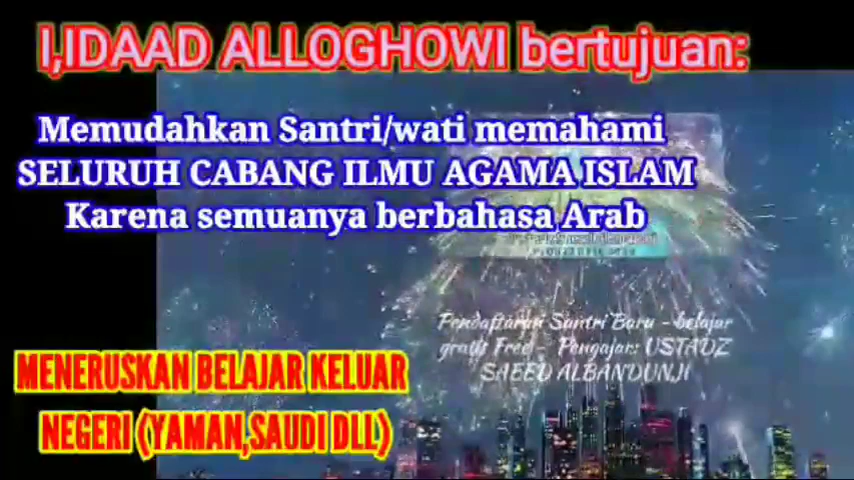 I,IDAAD ALLOGHOWI bertujuan:
Memudahkan Santri/wati memahami
SELURUH CABANG ILMU AGAMA ISLAM
Karena semuanya berbahasa Arab
Pendaftaran Santri Baru - belajar
gratis Free! - Pengajar: USTADZ
SAEED ALBANDUNJI
MENERUSKAN BELAJAR KELUAR
NEGERI (YAMAN,SAUDI DLL)